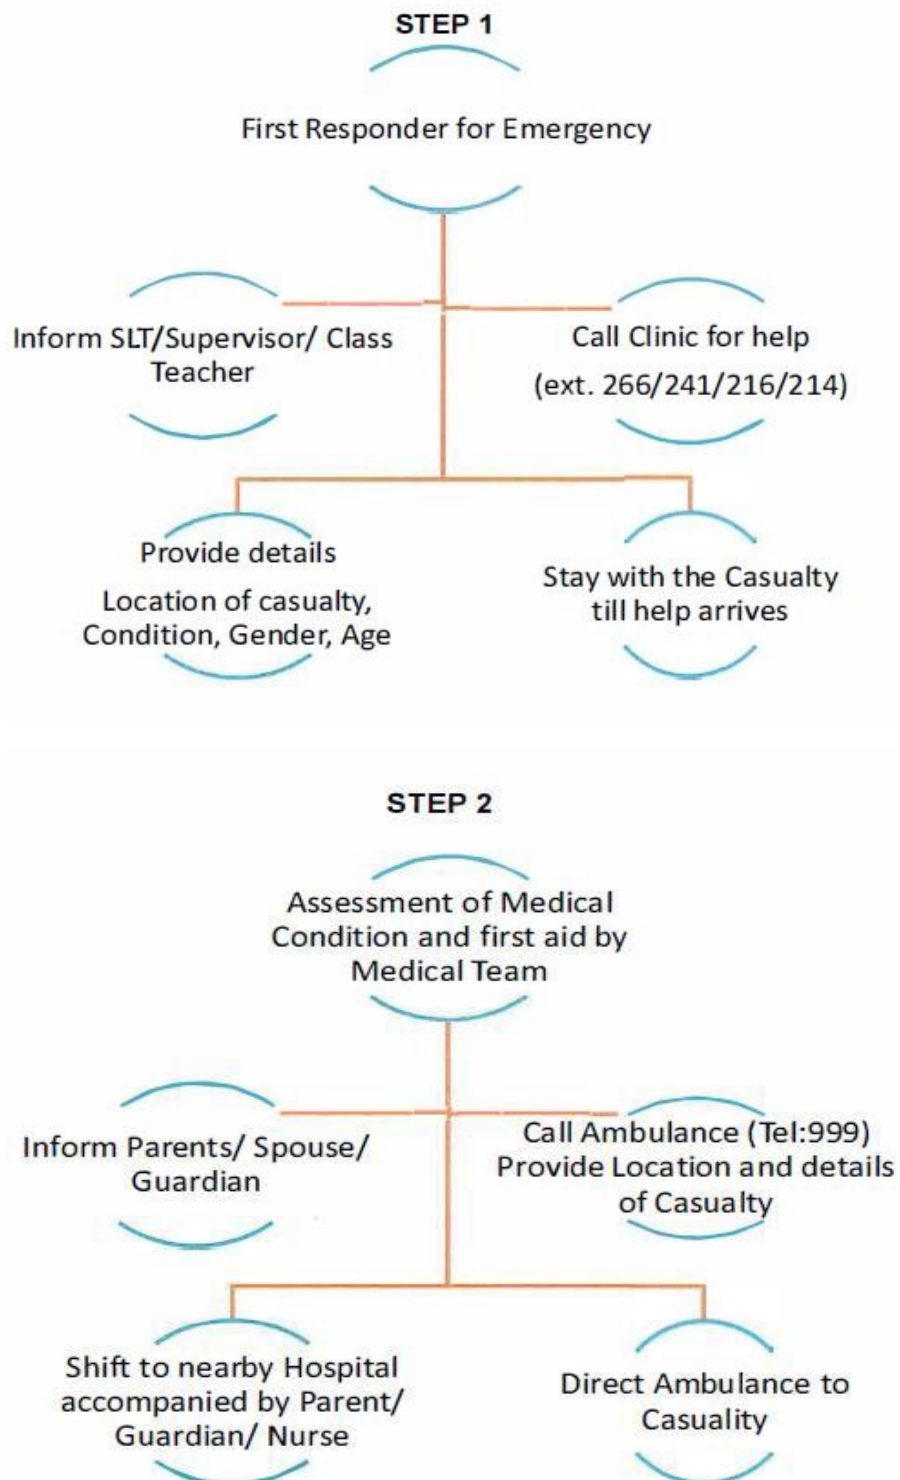 STEP 1
First Responder for Emergency
Inform SLT/Supervisor/ Class
Teacher
Call Clinic for help
(ext. 266/241/216/214)
Provide details
Location of casualty,
Condition, Gender, Age
Stay with the Casualty
till help arrives
STEP 2
Assessment of Medical
Condition and first aid by
Medical Team
Inform Parents/ Spouse/
Guardian
Call Ambulance (Tel:999)
Provide Location and details
of Casualty
Shift to nearby Hospital
accompanied by Parent/
Guardian/ Nurse
Direct Ambulance to
Casuality